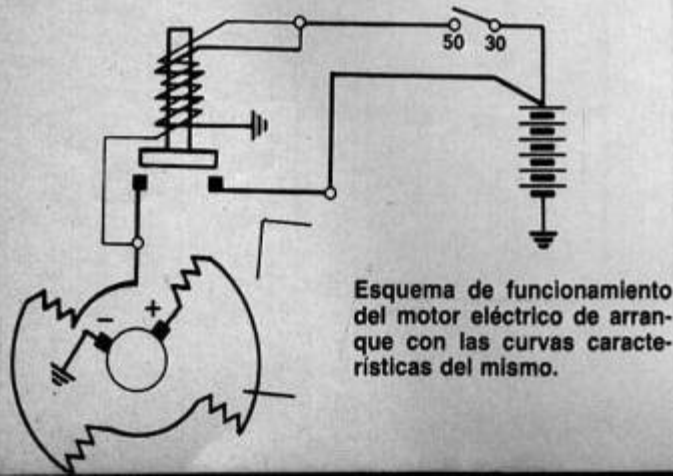 50 30
- +
Esquema de funcionamiento
del motor eléctrico de arran-
que con las curvas caracte-
rísticas del mismo.